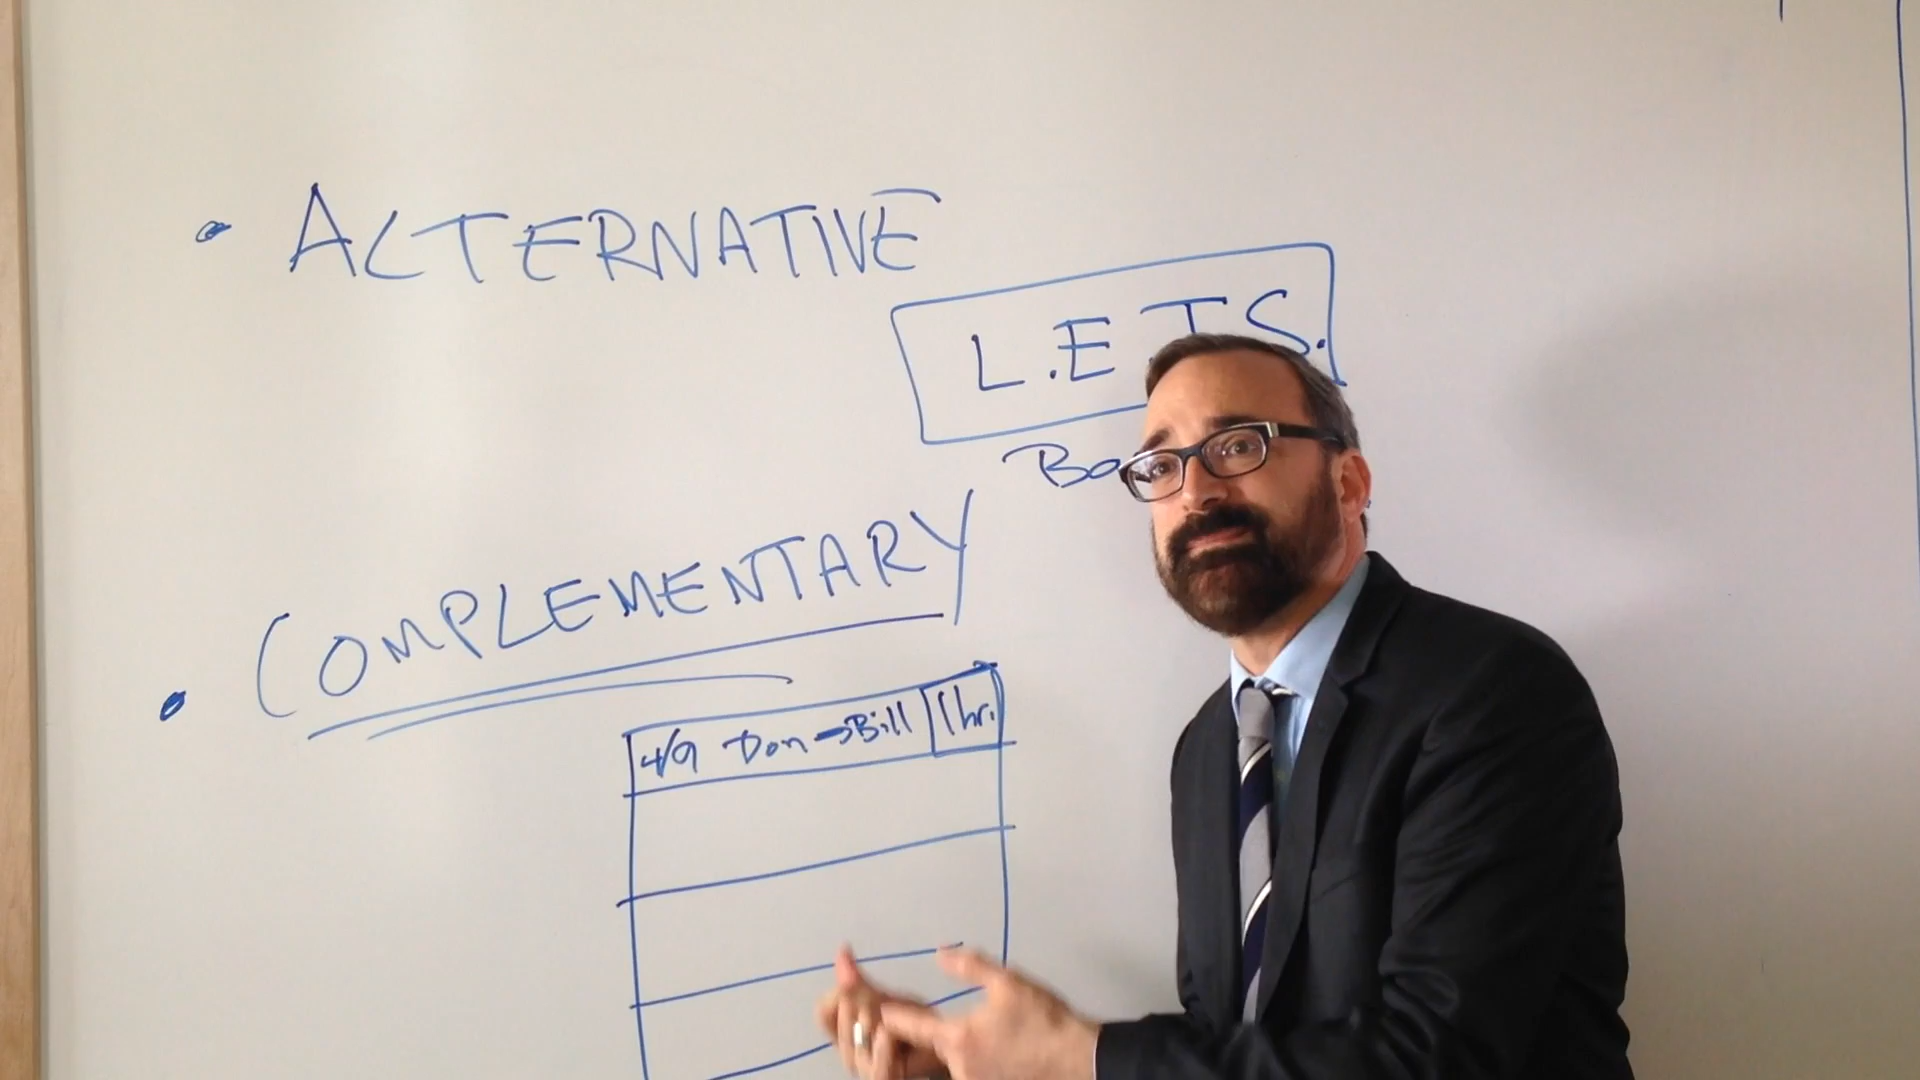 • ALTERNATIVE
L.E.T.S.
• COMPLEMENTARY
4/9 Don→Bill 1hr.